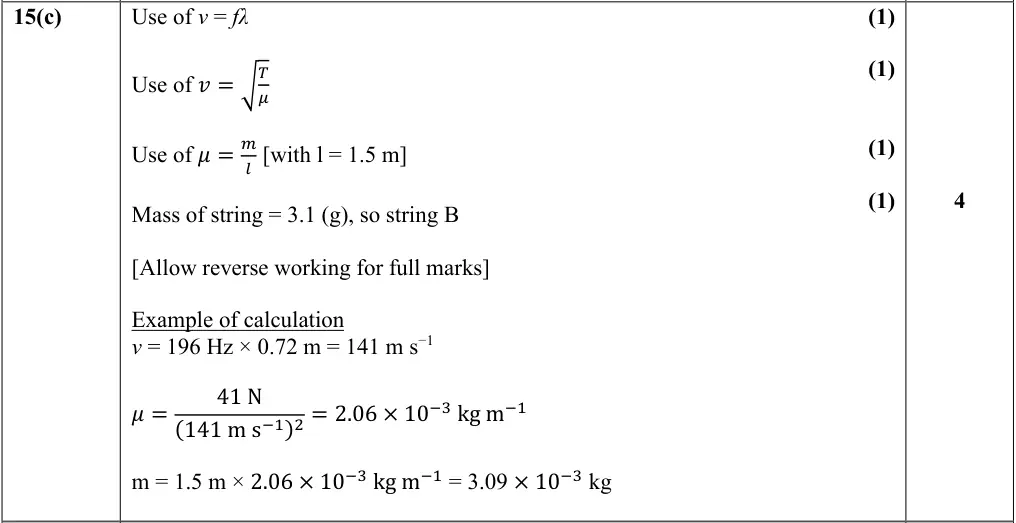 15(c) Use of v = fλ (1)
Use of 𝑣 = √(𝑇/𝜇) (1)
Use of 𝜇 = 𝑚/𝑙 [with l = 1.5 m] (1)
Mass of string = 3.1 (g), so string B (1) 4
[Allow reverse working for full marks]
Example of calculation
v = 196 Hz × 0.72 m = 141 m s⁻¹
𝜇 = 41 N/(141 m s⁻¹)² = 2.06 × 10⁻³ kg m⁻¹
m = 1.5 m × 2.06 × 10⁻³ kg m⁻¹ = 3.09 × 10⁻³ kg